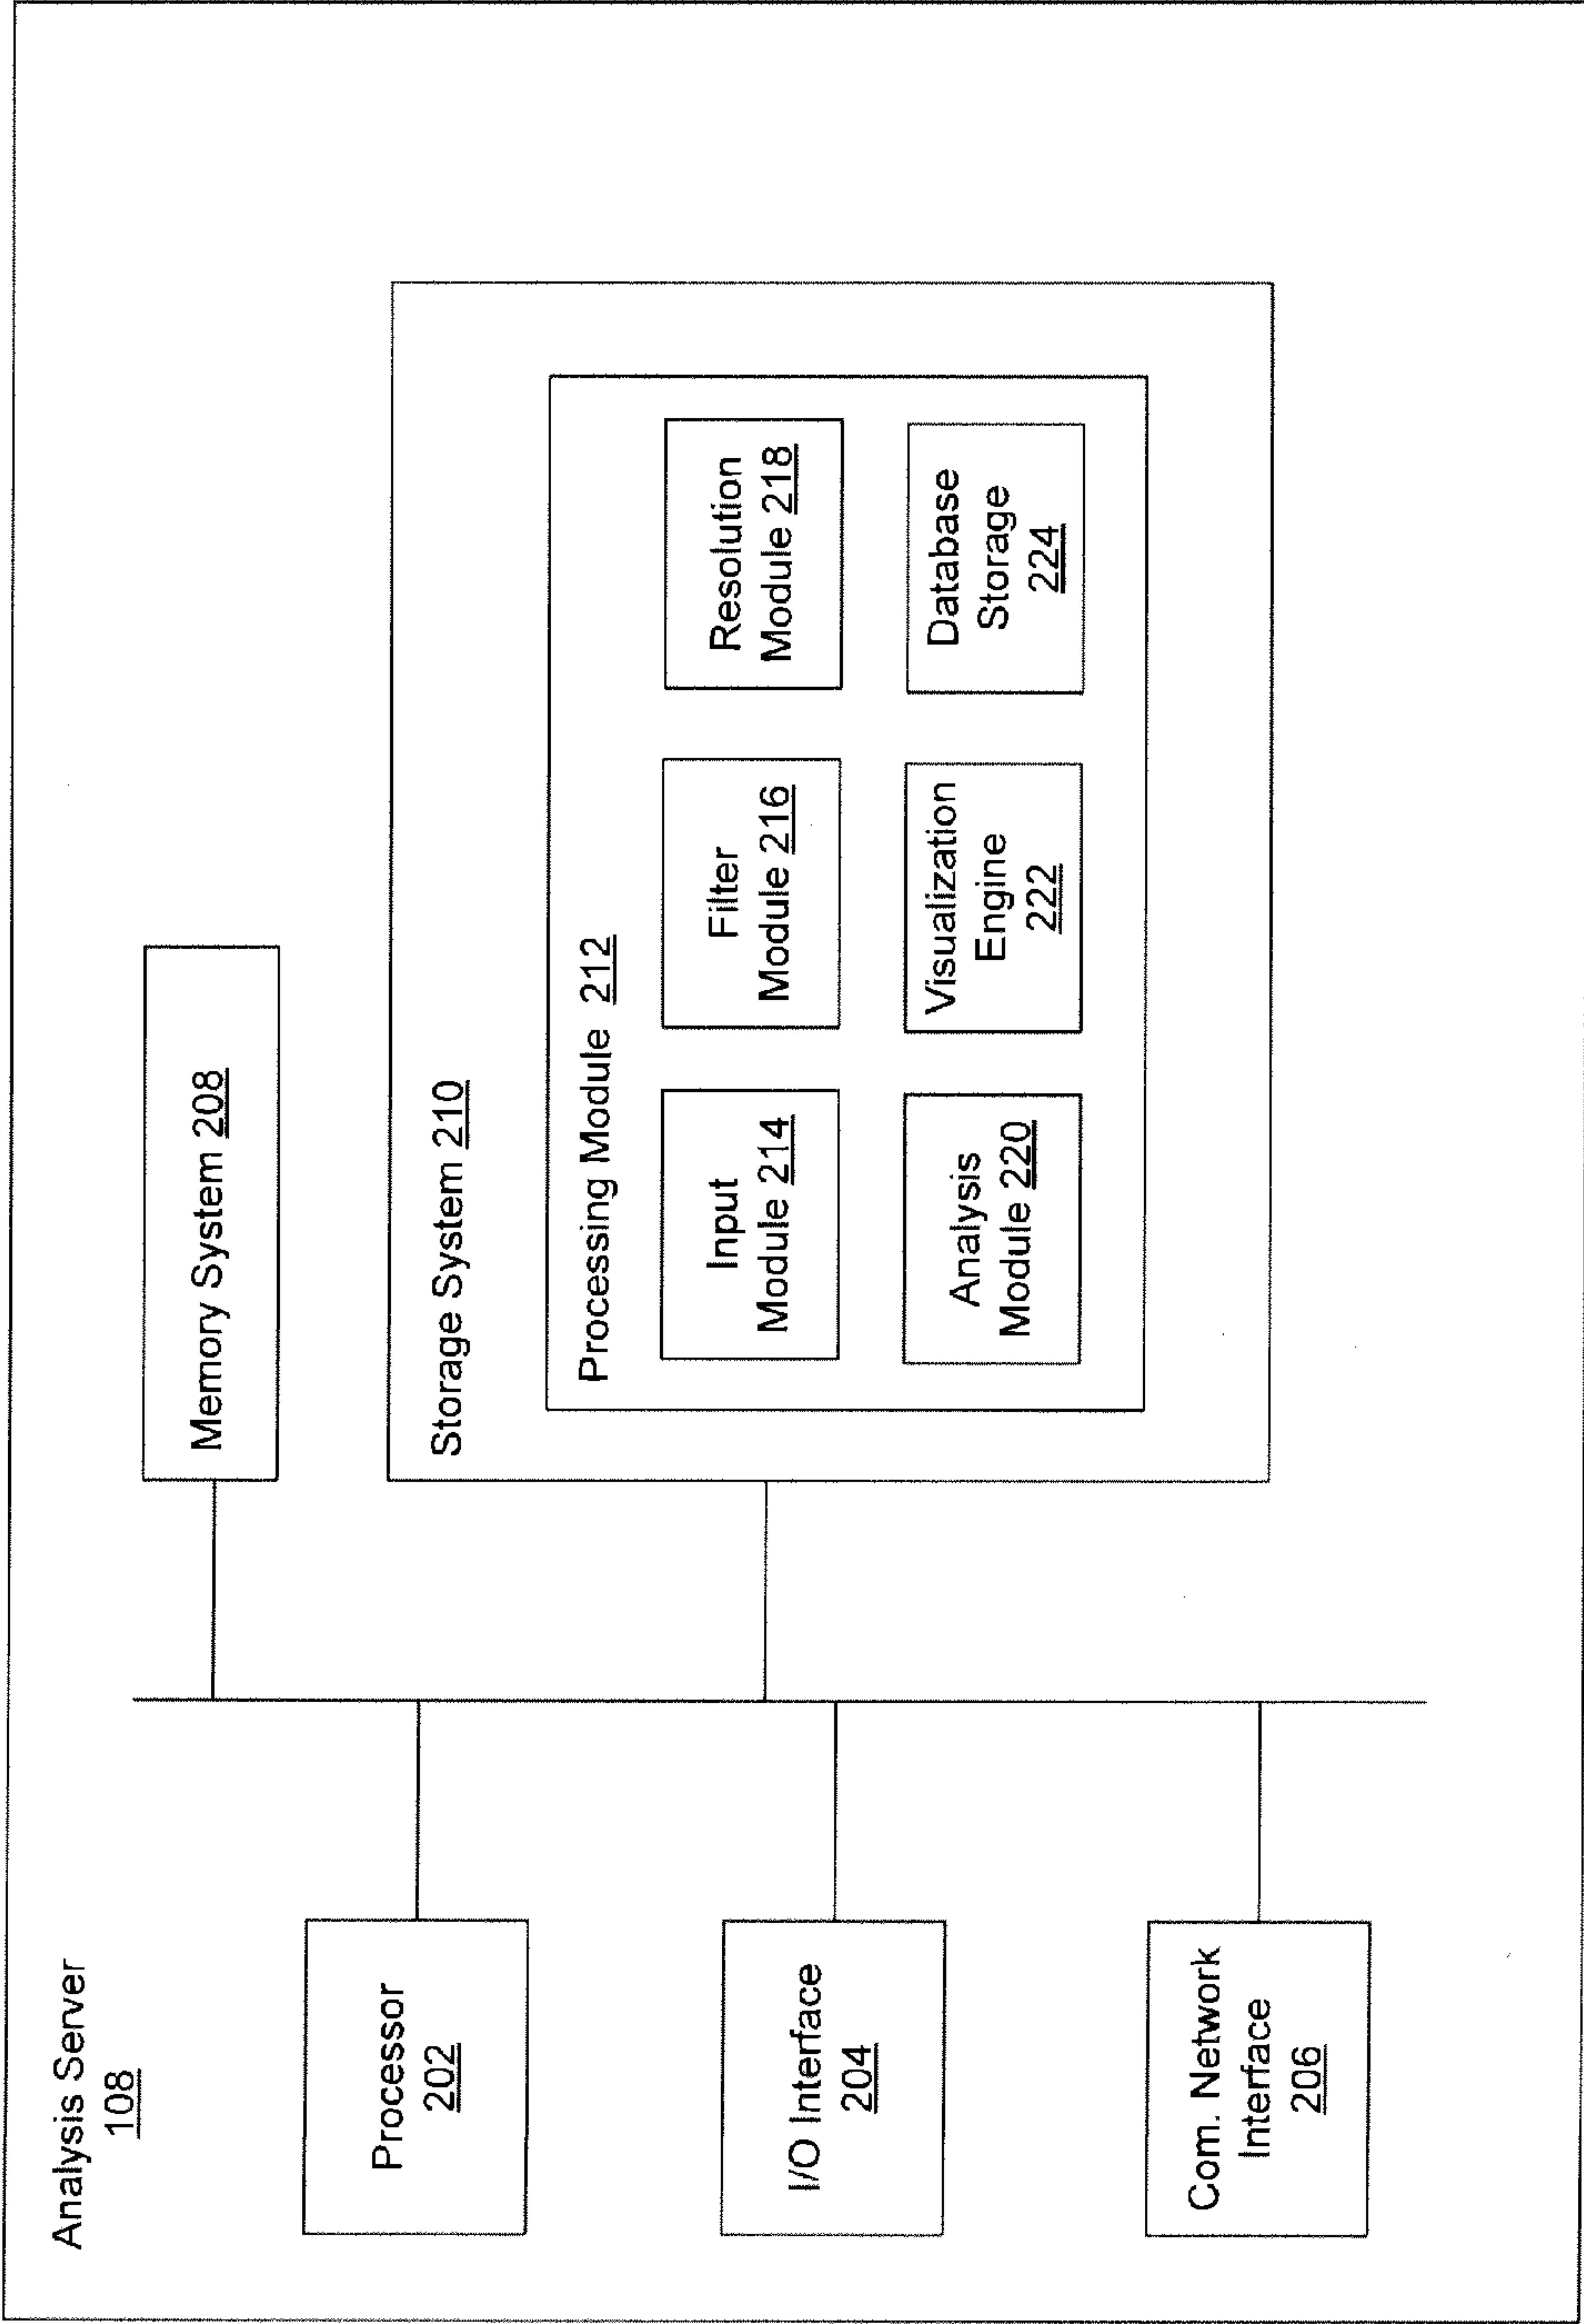 Analysis Server
108
Processor
202
I/O Interface
204
Com. Network
Interface
206
Memory System 208
Storage System 210
Processing Module 212
Input
Module 214
Filter
Module 216
Resolution
Module 218
Analysis
Module 220
Visualization
Engine
222
Database
Storage
224